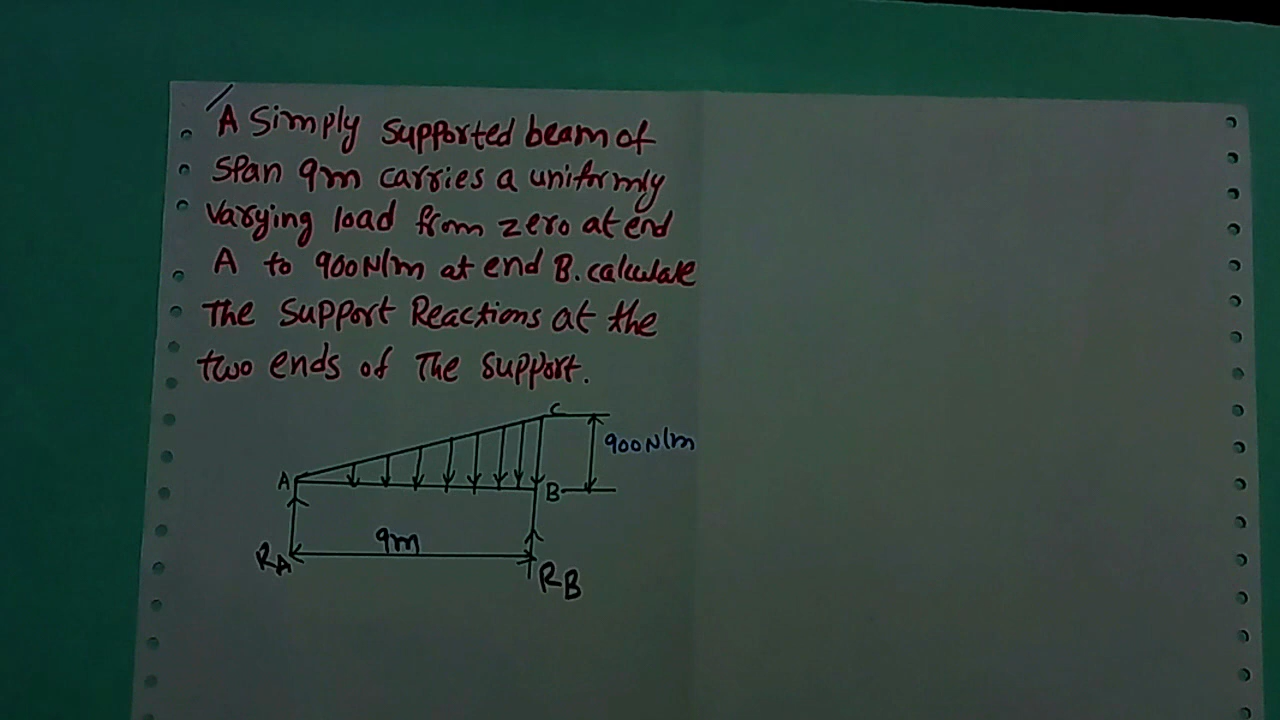 A Simply supported beam of
span 9m carries a uniformly
varying load from zero at end
A to 900N/m at end B. calculate
The Support Reactions at the
two ends of The support.
C
900N/m
A
B
9m
RA
RB